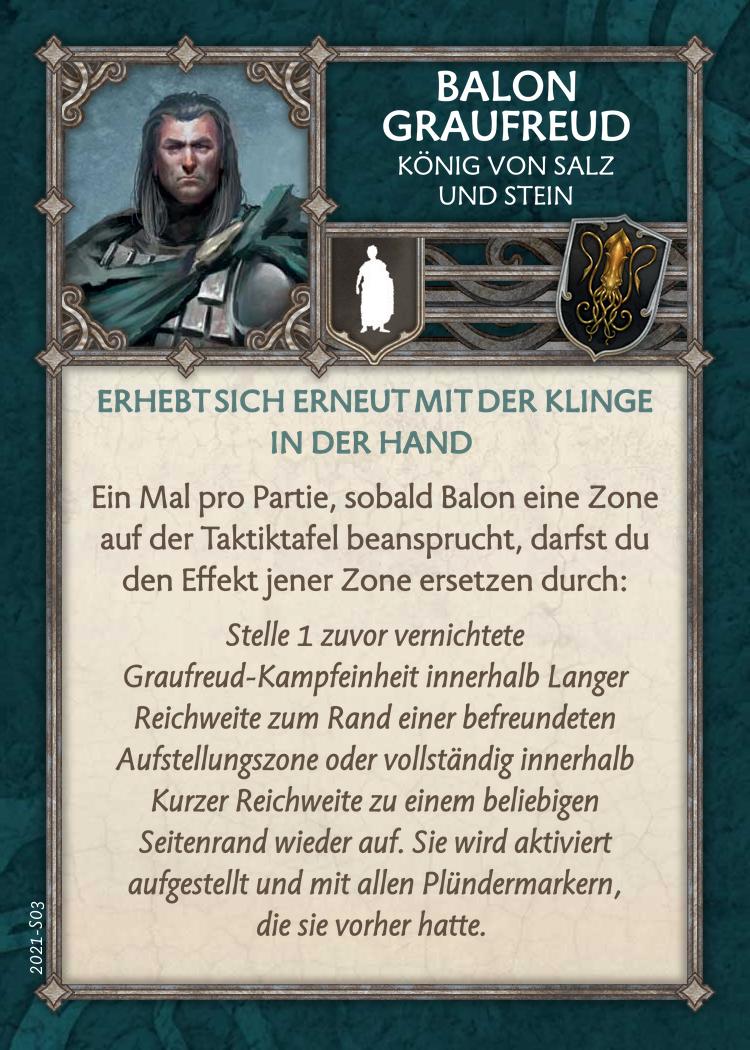 BALON
GRAUFREUD
KÖNIG VON SALZ
UND STEIN
ERHEBT SICH ERNEUT MIT DER KLINGE
IN DER HAND
Ein Mal pro Partie, sobald Balon eine Zone
auf der Taktiktafel beansprucht, darfst du
den Effekt jener Zone ersetzen durch:
Stelle 1 zuvor vernichtete
Graufreud-Kampfeinheit innerhalb Langer
Reichweite zum Rand einer befreundeten
Aufstellungszone oder vollständig innerhalb
Kurzer Reichweite zu einem beliebigen
Seitenrand wieder auf. Sie wird aktiviert
aufgestellt und mit allen Plündermarkern,
die sie vorher hatte.
2021-S03